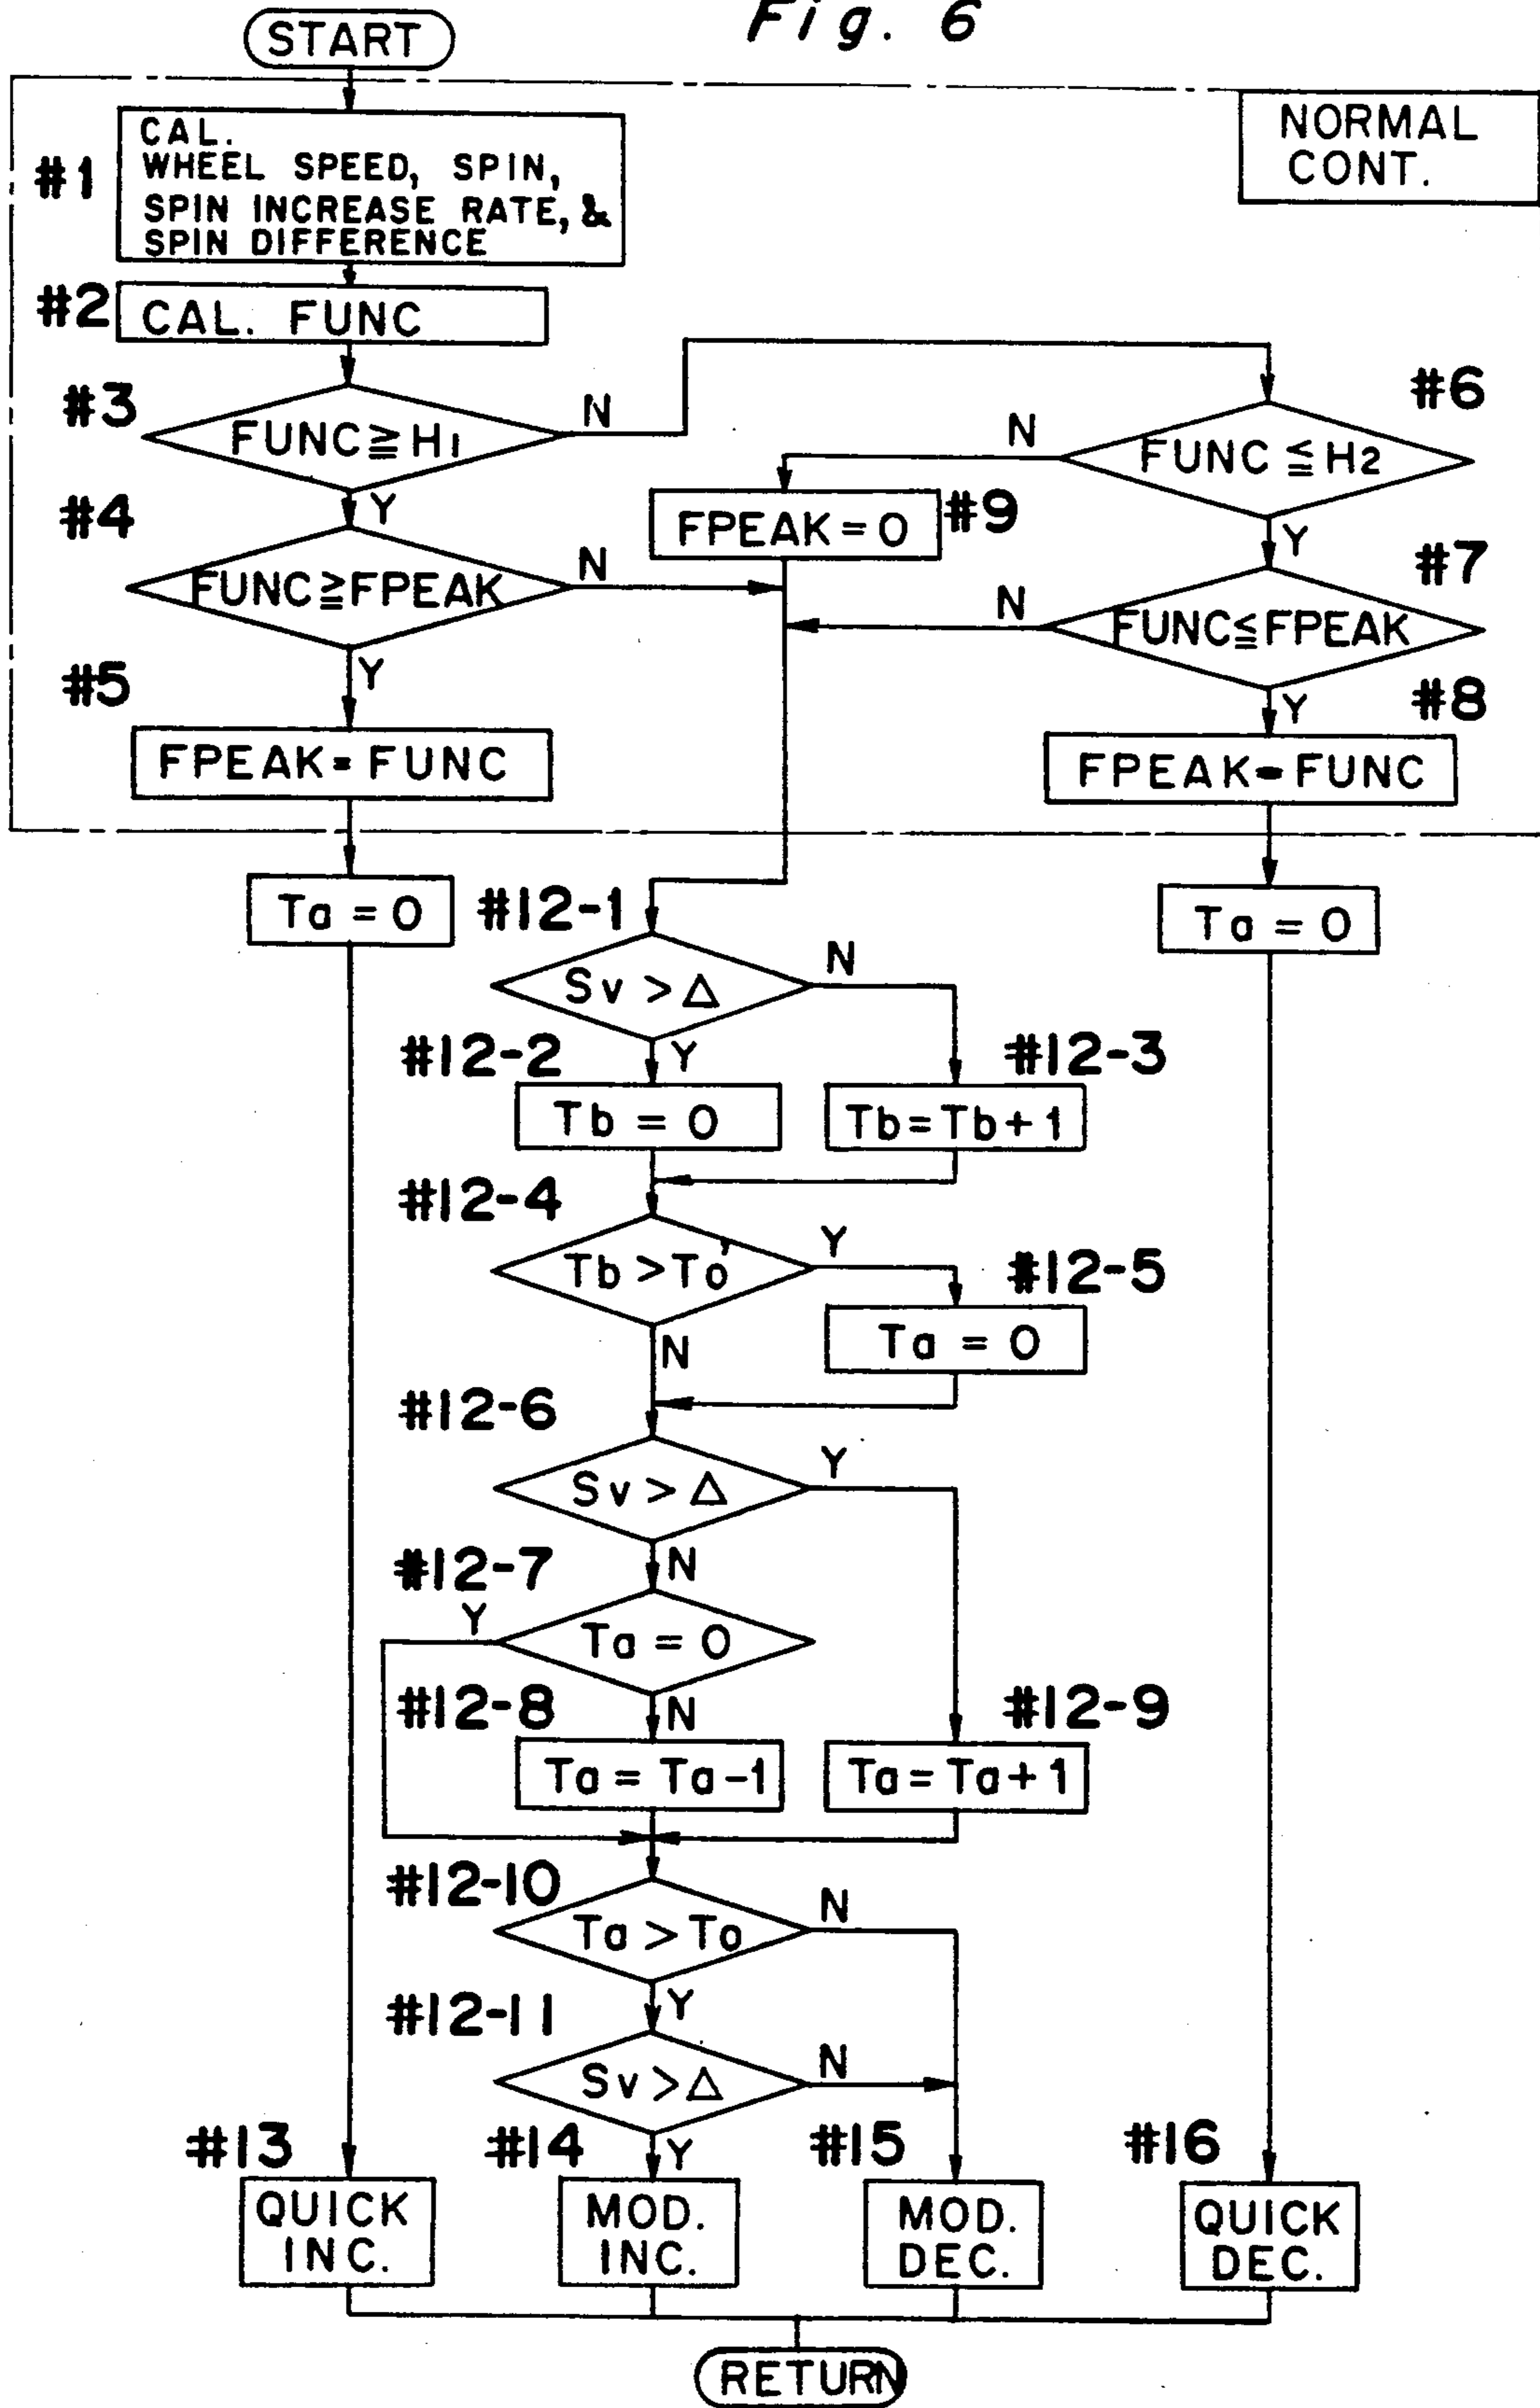 Fig. 6
START
NORMAL
CONT.
#1
CAL.
WHEEL SPEED, SPIN,
SPIN INCREASE RATE, &
SPIN DIFFERENCE
#2
CAL. FUNC
#3
FUNC ≧ H1
N
Y
#6
FUNC ≦ H2
N
Y
#4
FUNC ≧ FPEAK
N
Y
FPEAK = 0
#9
#7
FUNC ≦ FPEAK
N
Y
#5
FPEAK = FUNC
#8
FPEAK = FUNC
Ta = 0
Ta = 0
#12-1
Sv > Δ
N
Y
#12-2
Tb = 0
#12-3
Tb = Tb + 1
#12-4
Tb > To'
Y
N
#12-5
Ta = 0
#12-6
Sv > Δ
Y
N
#12-7
Y
Ta = 0
N
#12-8
Ta = Ta - 1
#12-9
Ta = Ta + 1
#12-10
Ta > To
N
Y
#12-11
Sv > Δ
N
Y
#13
QUICK
INC.
#14
MOD.
INC.
#15
MOD.
DEC.
#16
QUICK
DEC.
RETURN